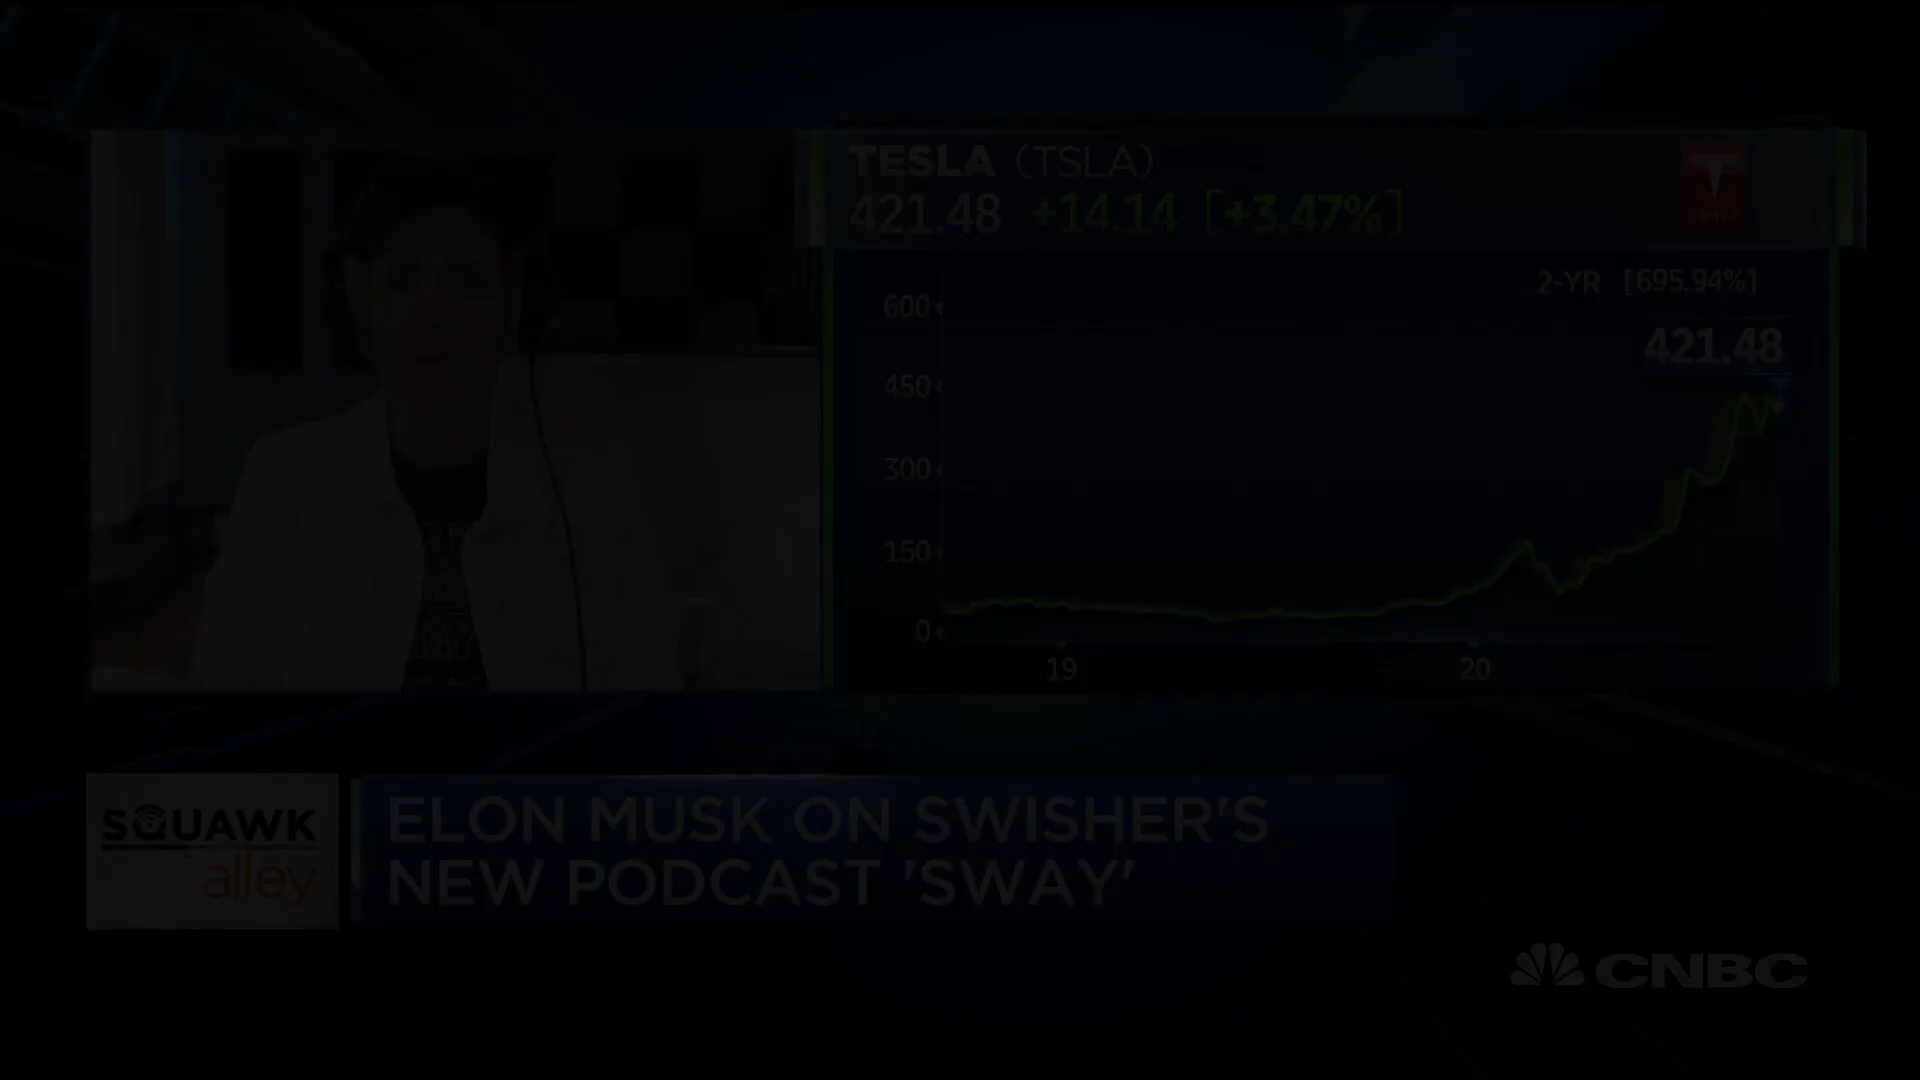 TESLA (TSLA)
421.48 +14.14 [+3.47%]
2-YR [695.94%]
421.48
600
450
300
150
0
19
20
SQUAWK
alley
ELON MUSK ON SWISHER'S
NEW PODCAST 'SWAY'
CNBC